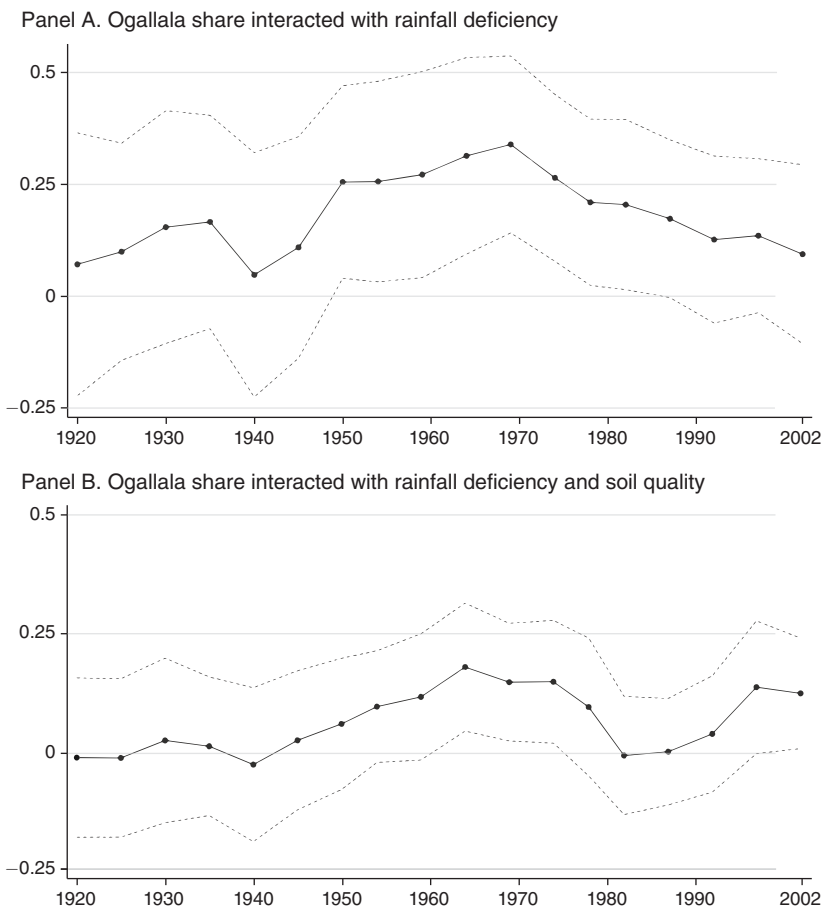 Panel A. Ogallala share interacted with rainfall deficiency
0.5
0.25
0
−0.25
1920 1930 1940 1950 1960 1970 1980 1990 2002
Panel B. Ogallala share interacted with rainfall deficiency and soil quality
0.5
0.25
0
−0.25
1920 1930 1940 1950 1960 1970 1980 1990 2002